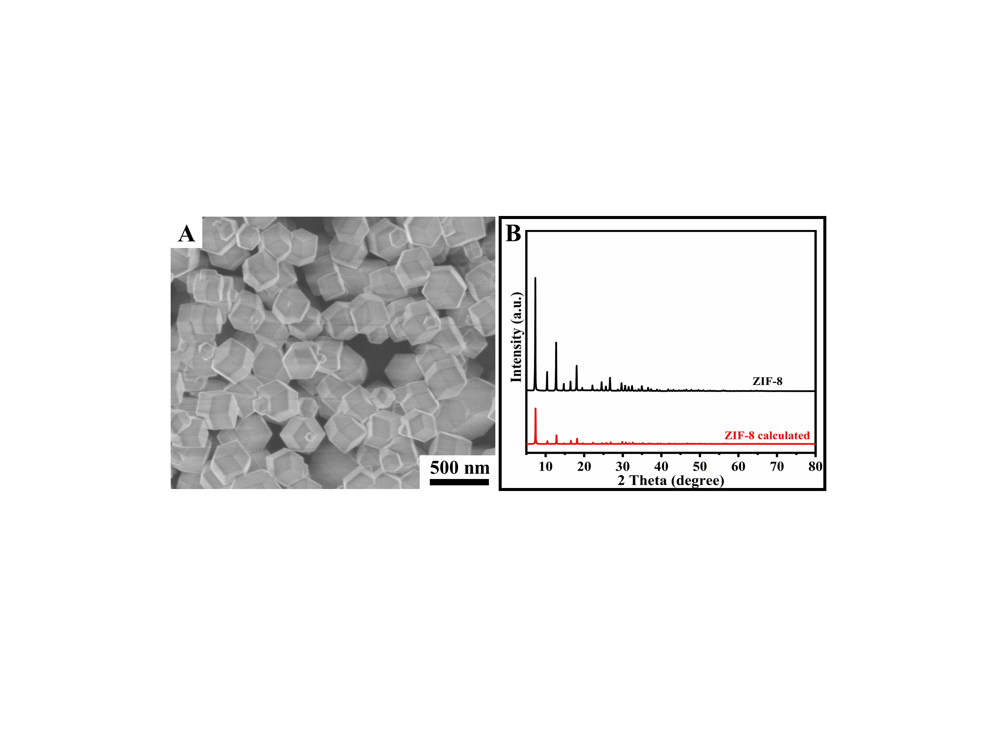 A
500 nm
B
Intensity (a.u.)
ZIF-8
ZIF-8 calculated
10 20 30 40 50 60 70 80
2 Theta (degree)